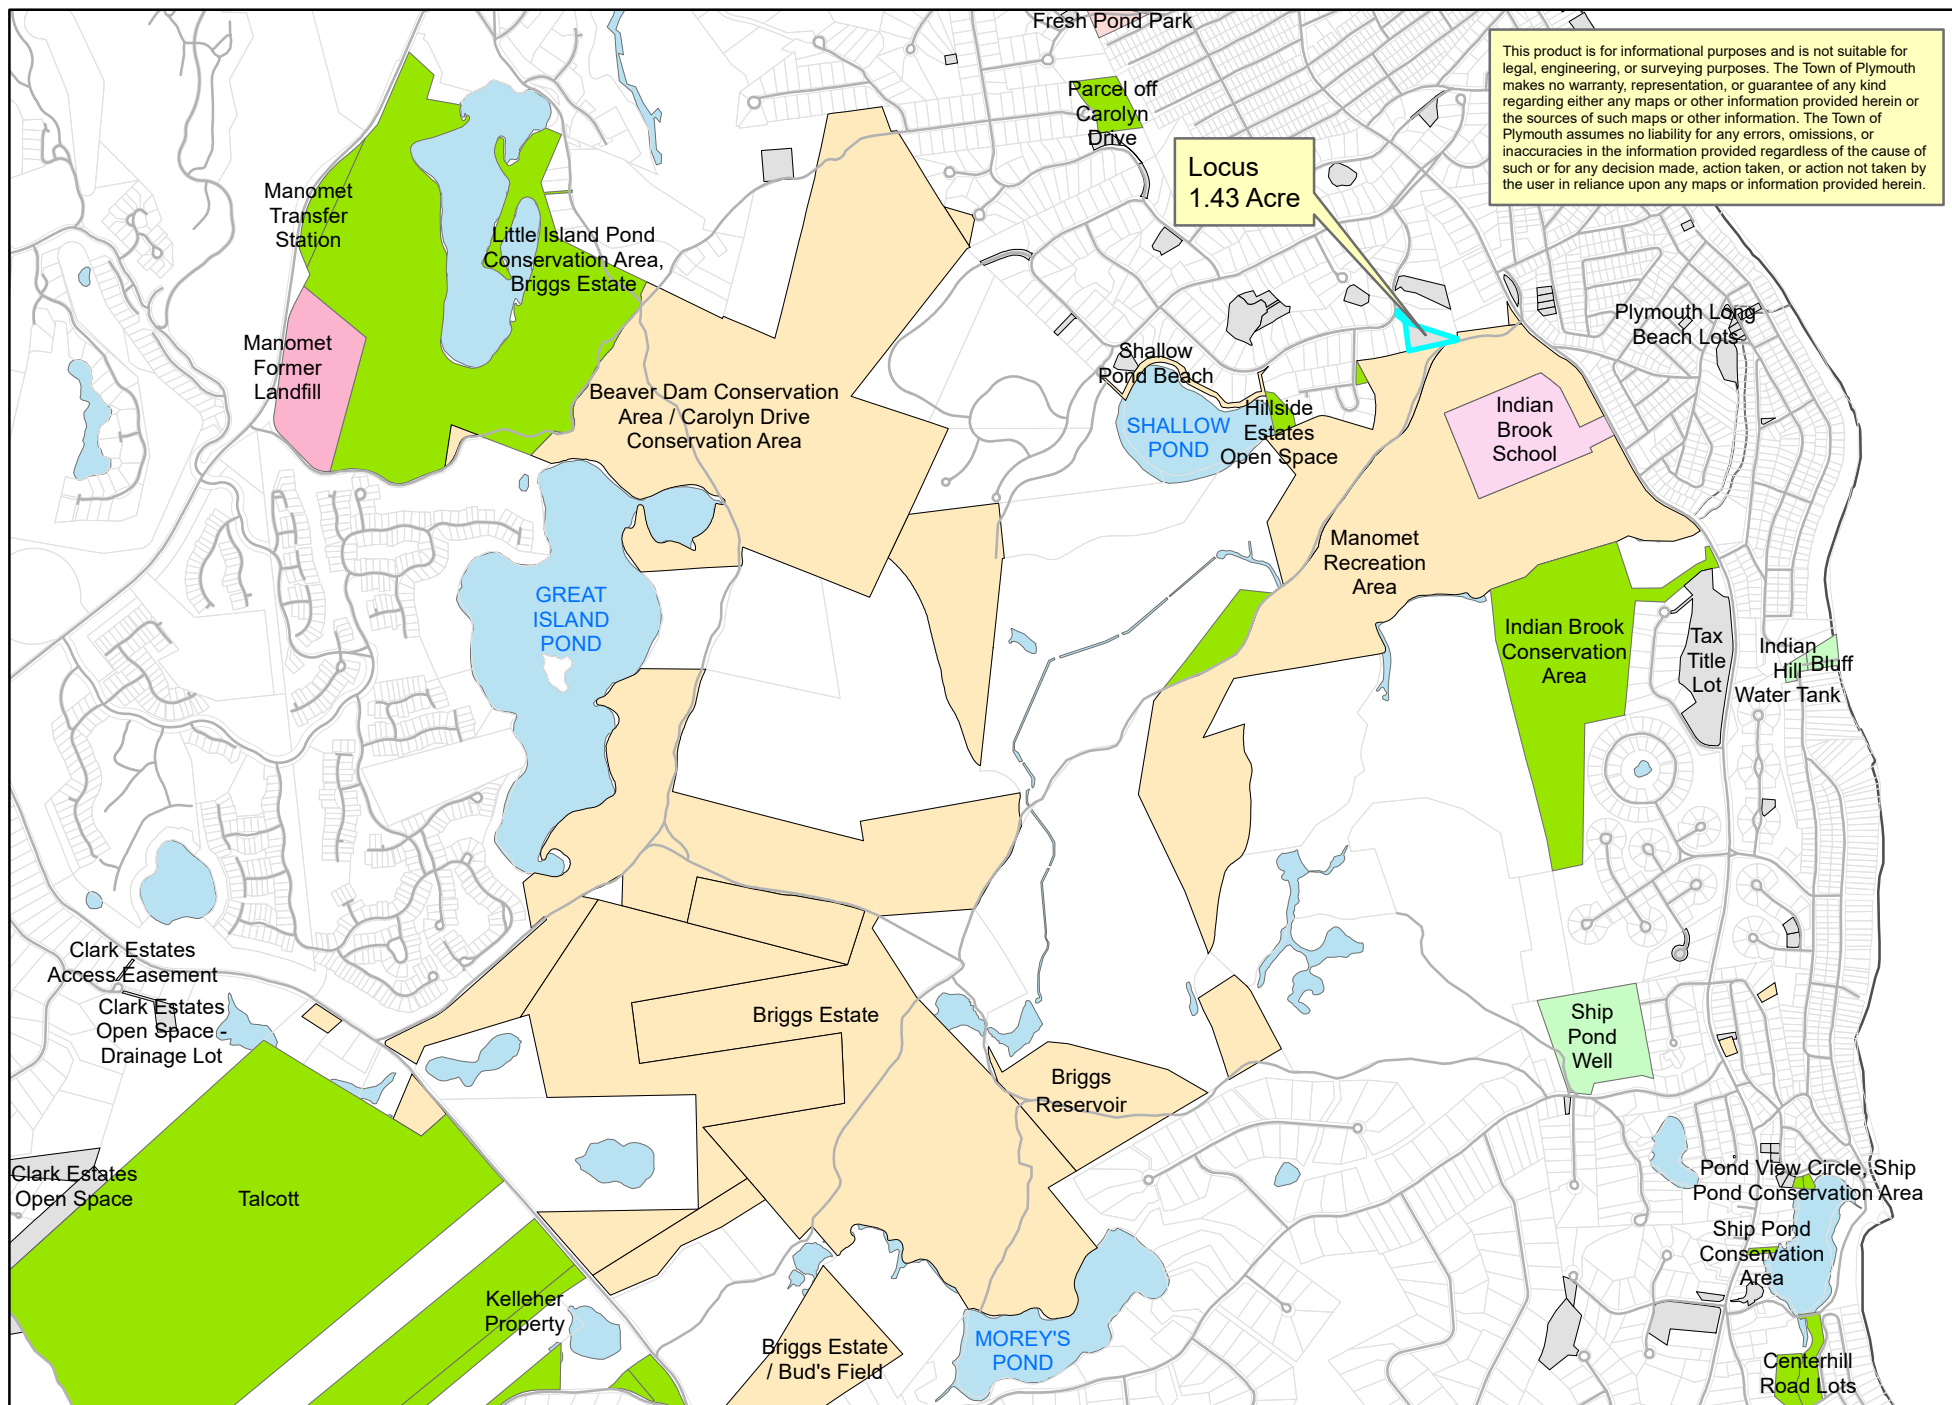 Fresh Pond Park
This product is for informational purposes and is not suitable for
legal, engineering, or surveying purposes. The Town of Plymouth
makes no warranty, representation, or guarantee of any kind
regarding either any maps or other information provided herein or
the sources of such maps or other information. The Town of
Plymouth assumes no liability for any errors, omissions, or
inaccuracies in the information provided regardless of the cause of
such or for any decision made, action taken, or action not taken by
the user in reliance upon any maps or information provided herein.
Parcel off
Carolyn
Drive
Locus
1.43 Acre
Manomet
Transfer
Station
Little Island Pond
Conservation Area,
Briggs Estate
Plymouth Long
Beach Lots
Manomet
Former
Landfill
Shallow
Pond Beach
Beaver Dam Conservation
Area / Carolyn Drive
Conservation Area
SHALLOW
POND
Hillside
Estates
Open Space
Indian
Brook
School
Manomet
Recreation
Area
GREAT
ISLAND
POND
Indian Brook
Conservation
Area
Tax
Title
Lot
Indian
Hill
Water Tank
Bluff
Clark Estates
Access Easement
Clark Estates
Open Space -
Drainage Lot
Briggs Estate
Ship
Pond
Well
Briggs
Reservoir
Clark Estates
Open Space
Talcott
Pond View Circle, Ship
Pond Conservation Area
Ship Pond
Conservation
Area
Kelleher
Property
Briggs Estate
/ Bud's Field
MOREY'S
POND
Centerhill
Road Lots